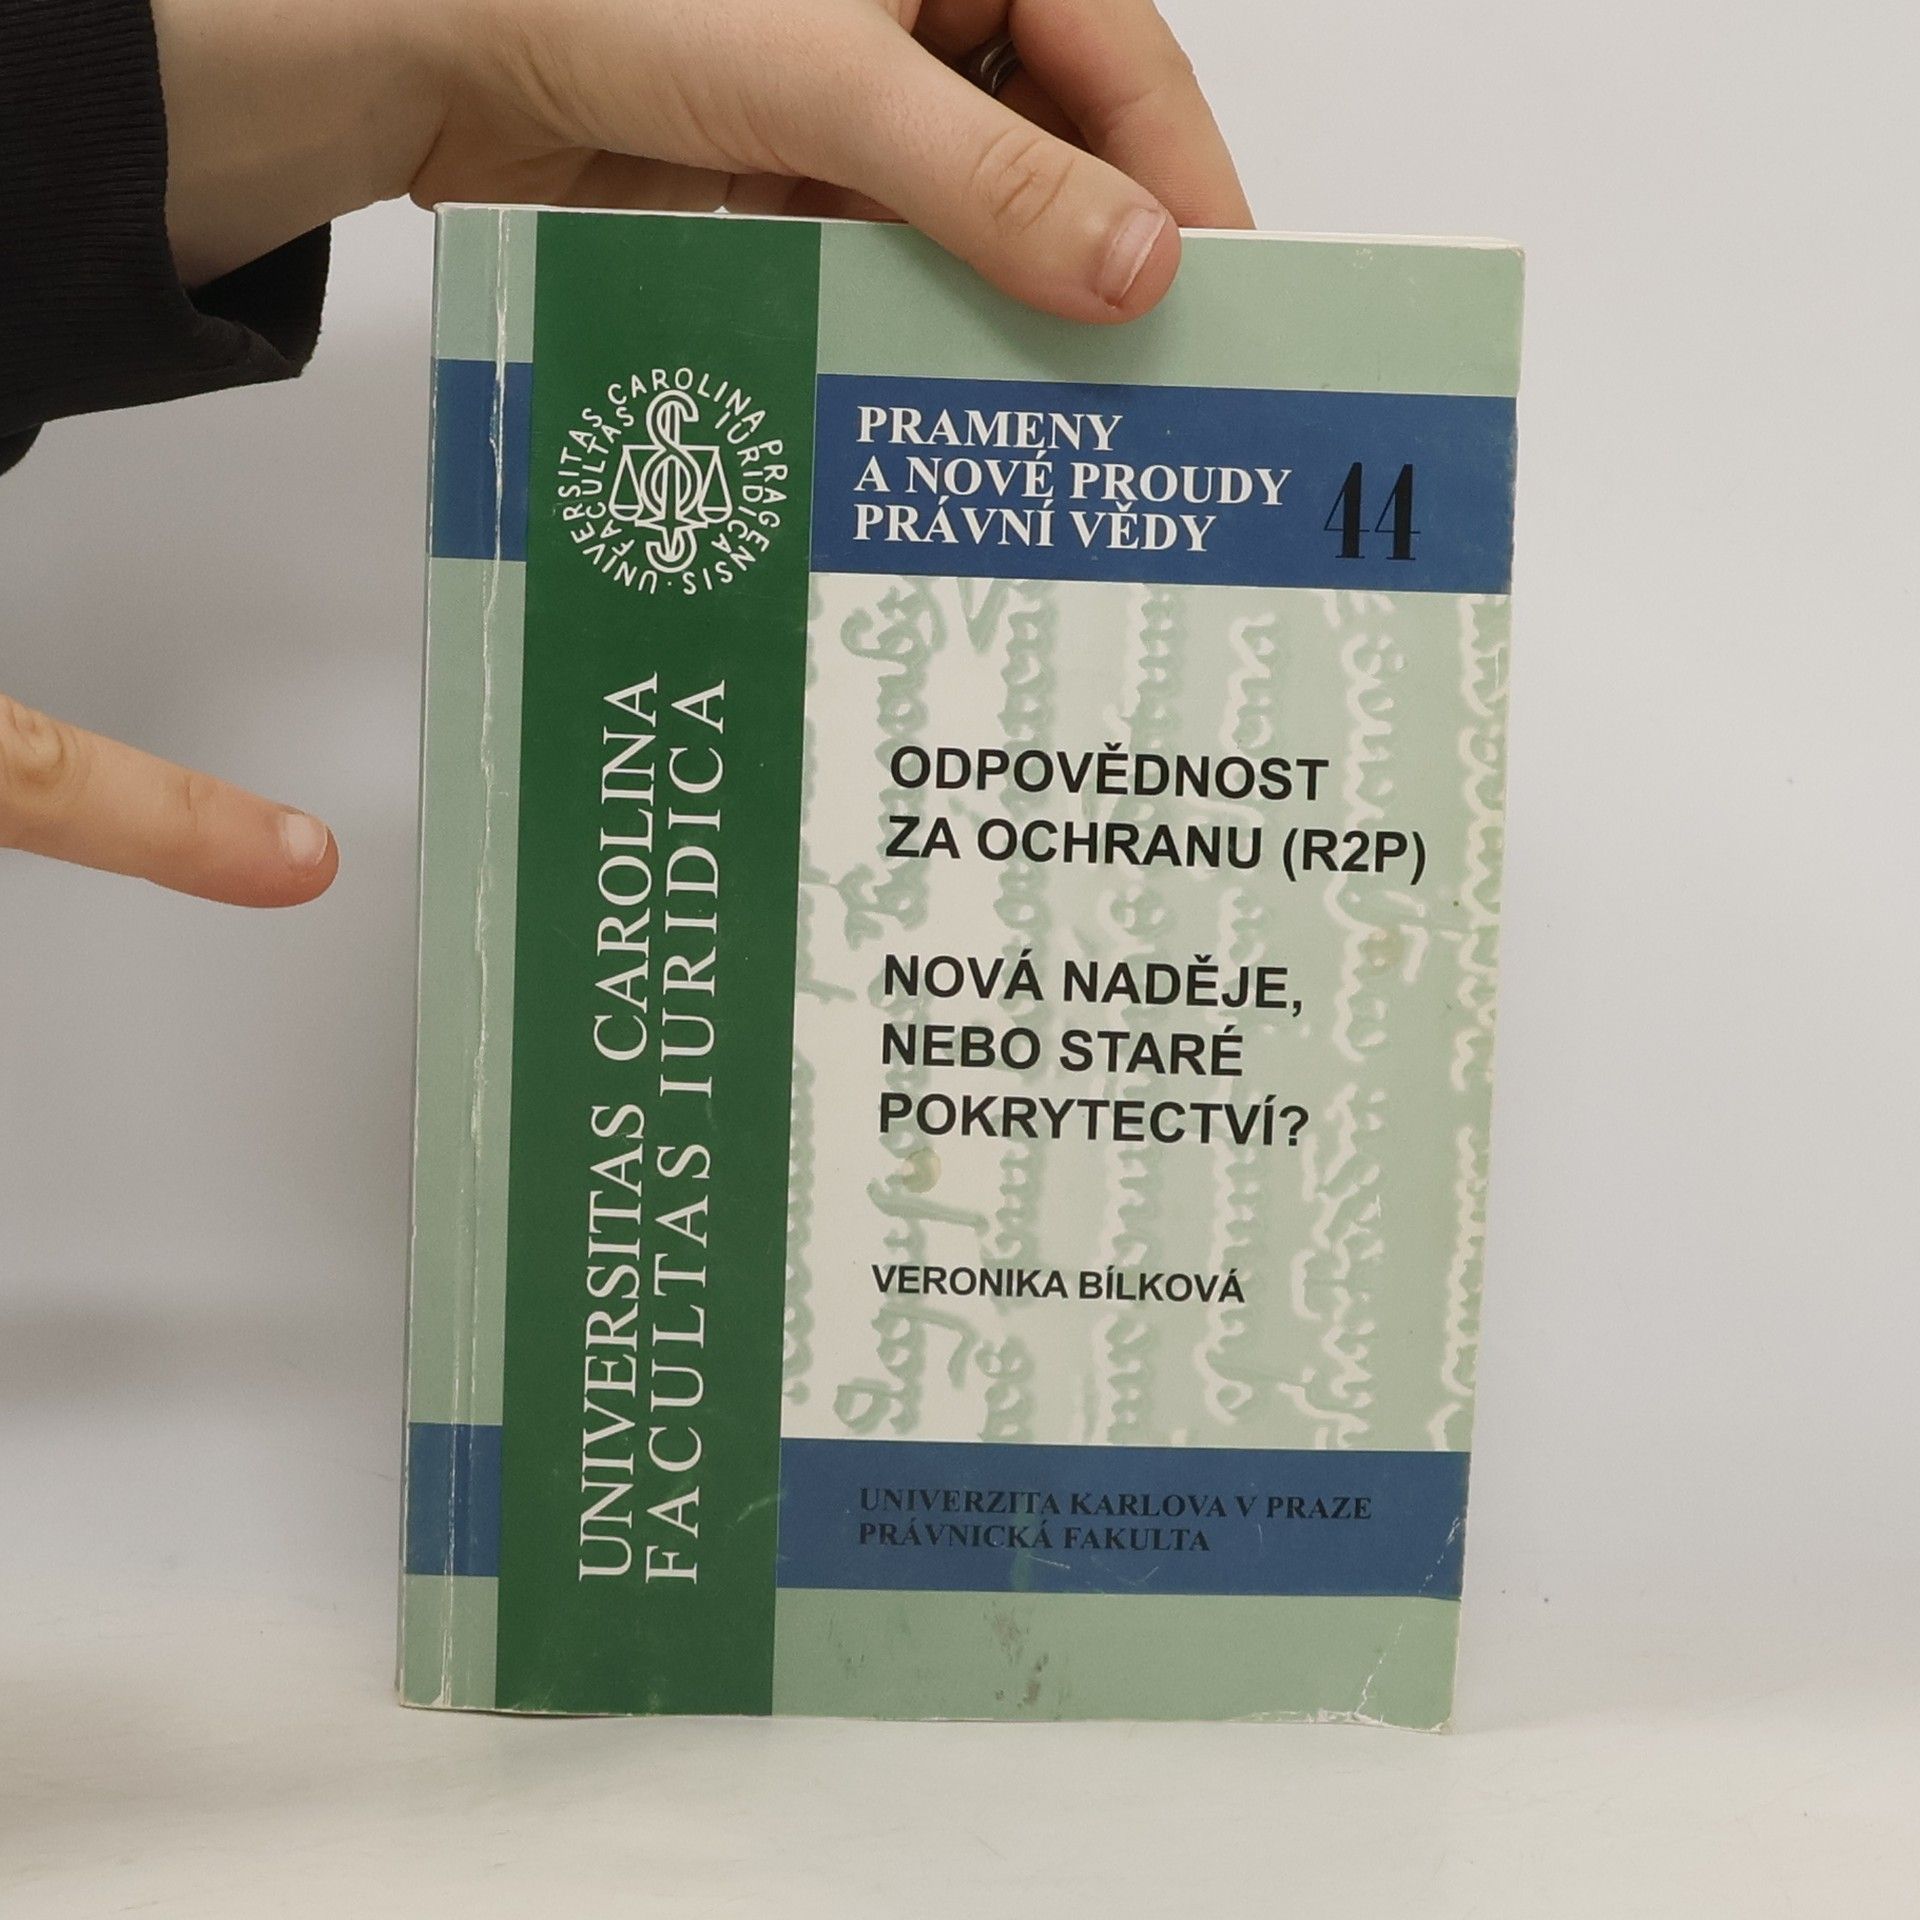 UNIVERSITAS CAROLINA PRAGENSIS
FACULTAS IURIDICA
PRAMENY
A NOVÉ PROUDY
PRÁVNÍ VĚDY
44
UNIVERSITAS CAROLINA
FACULTAS IURIDICA
ODPOVĚDNOST
ZA OCHRANU (R2P)
NOVÁ NADĚJE,
NEBO STARÉ
POKRYTECTVÍ?
VERONIKA BÍLKOVÁ
UNIVERZITA KARLOVA V PRAZE
PRÁVNICKÁ FAKULTA